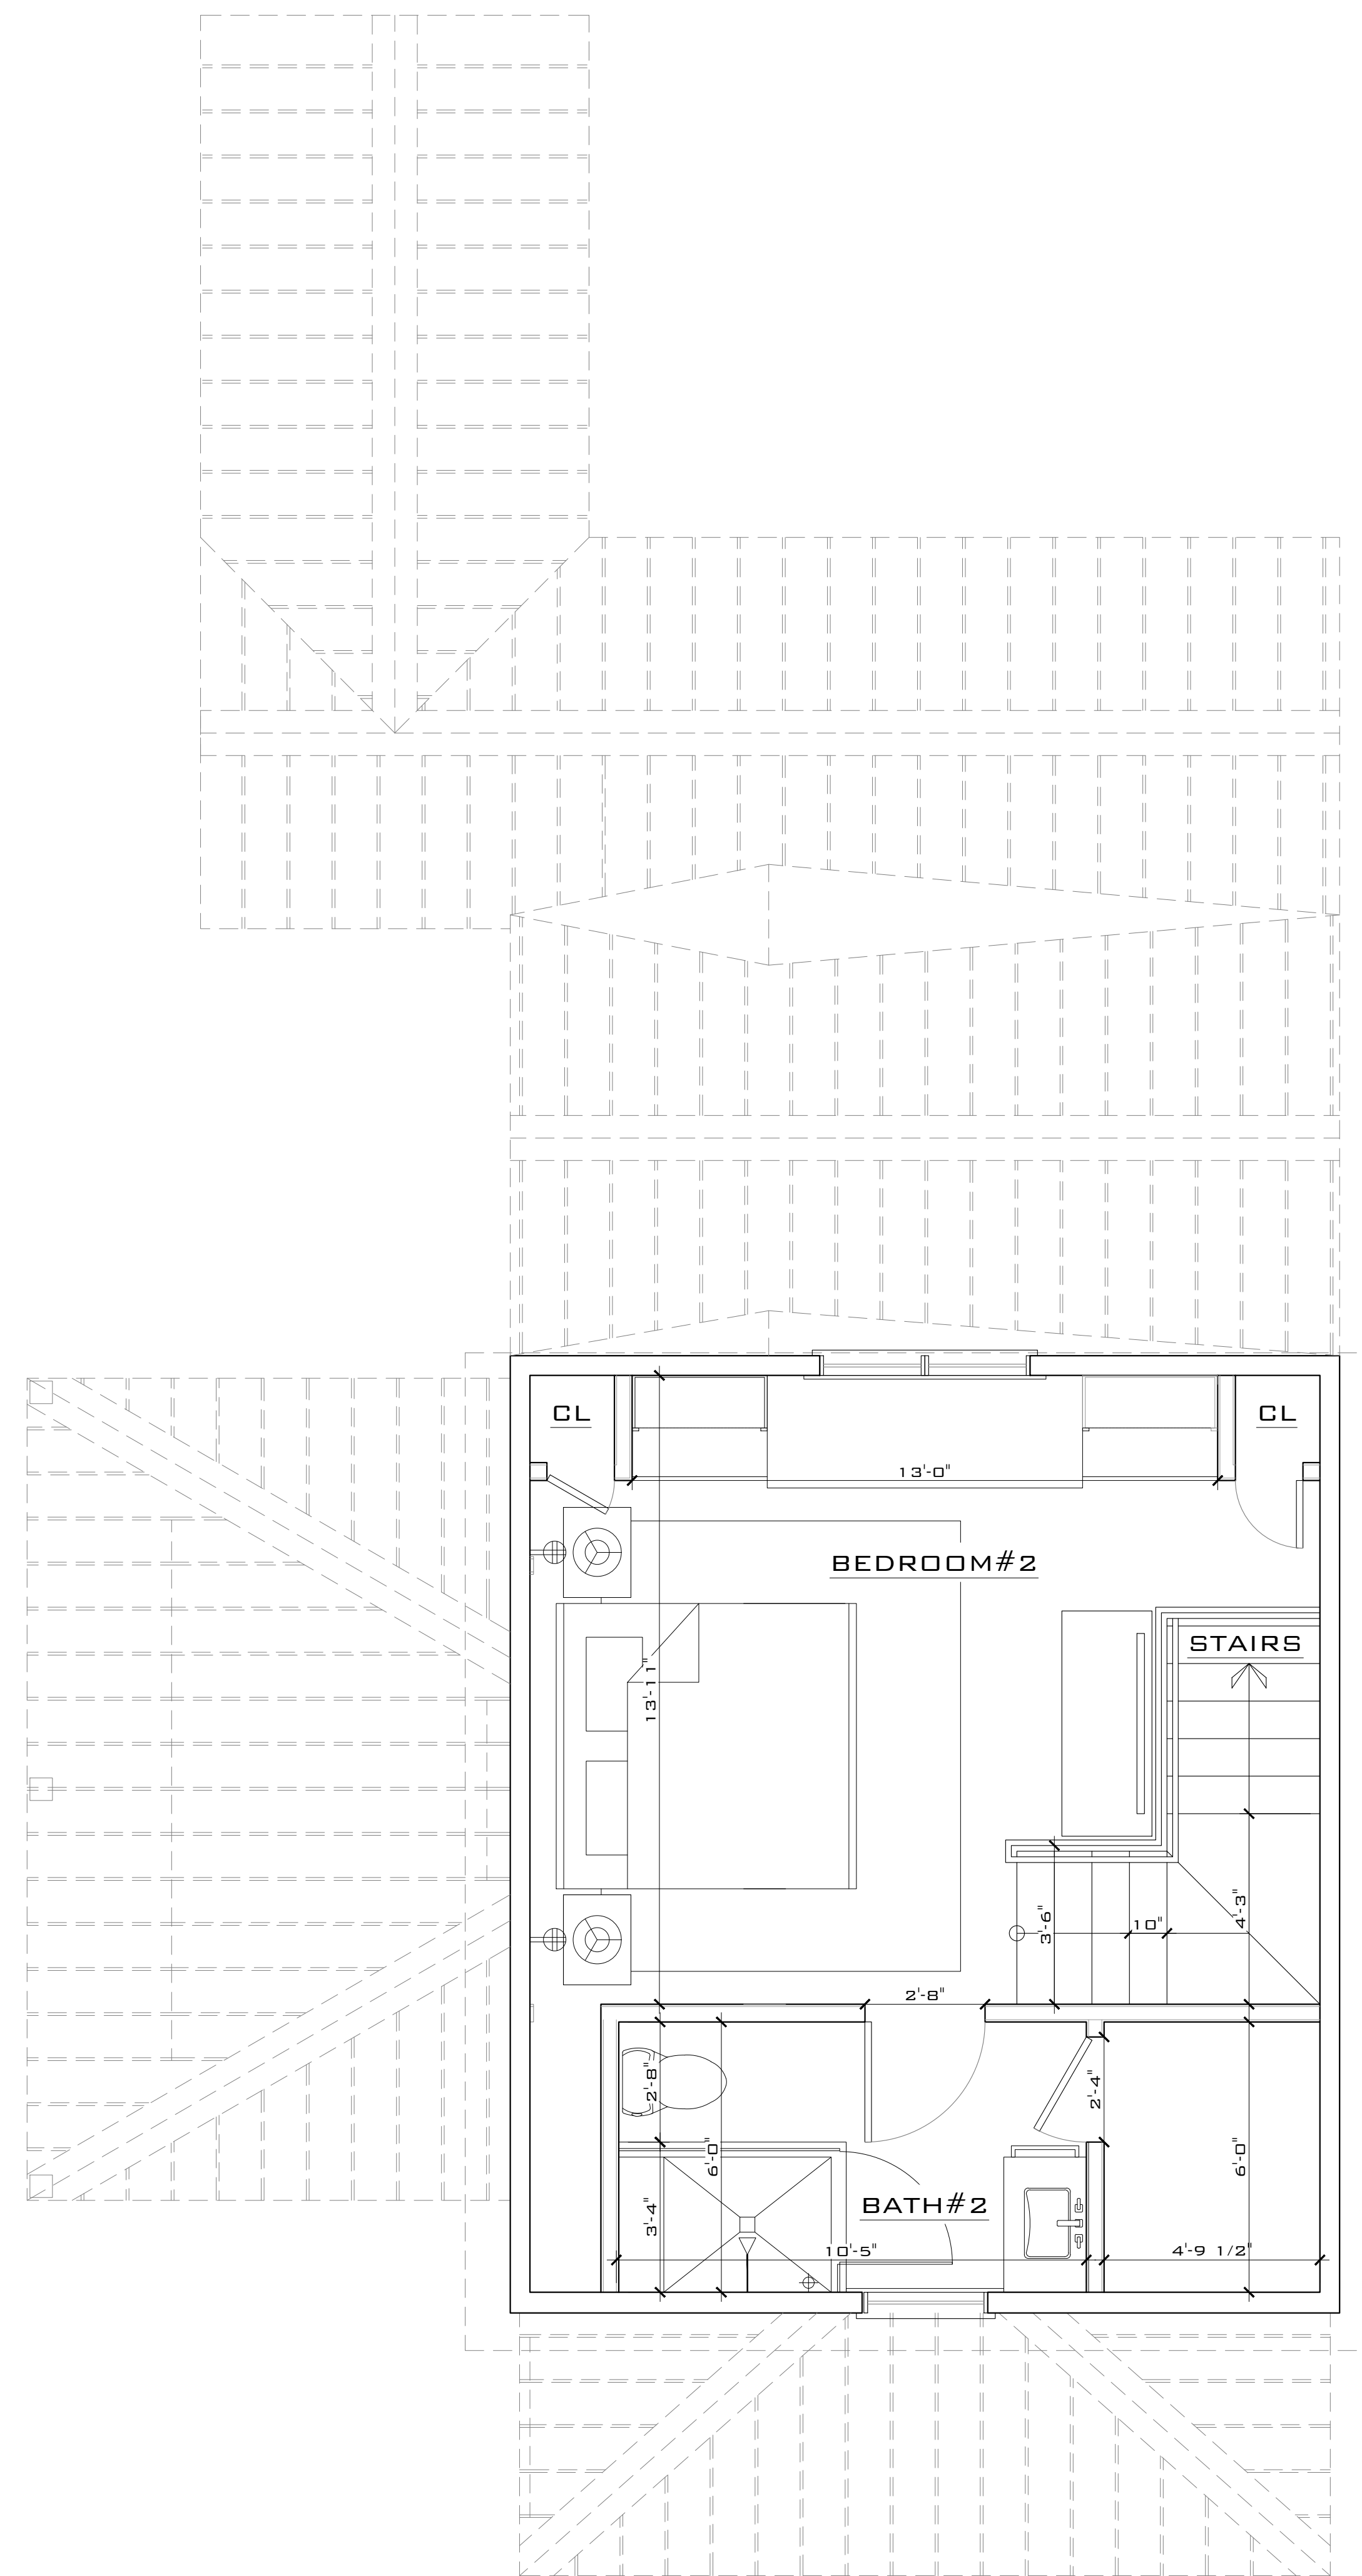 CL
CL
13'-0"
BEDROOM#2
STAIRS
13'-11"
4'-3"
3'-6"
10"
2'-8"
2'-8"
2'-4"
6'-0"
6'-0"
3'-4"
BATH#2
10'-5"
4'-9 1/2"